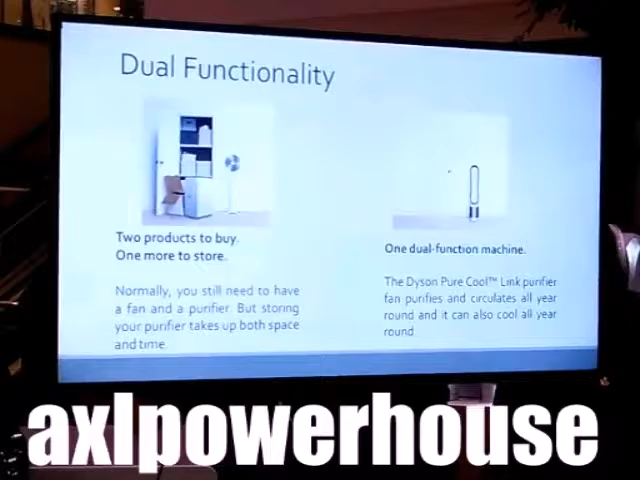 Dual Functionality
Two products to buy.
One more to store.
Normally, you still need to have
a fan and a purifier. But storing
your purifier takes up both space
and time.
One dual-function machine.
The Dyson Pure Cool™ Link purifier
fan purifies and circulates all year
round and it can also cool all year
round.
axlpowerhouse